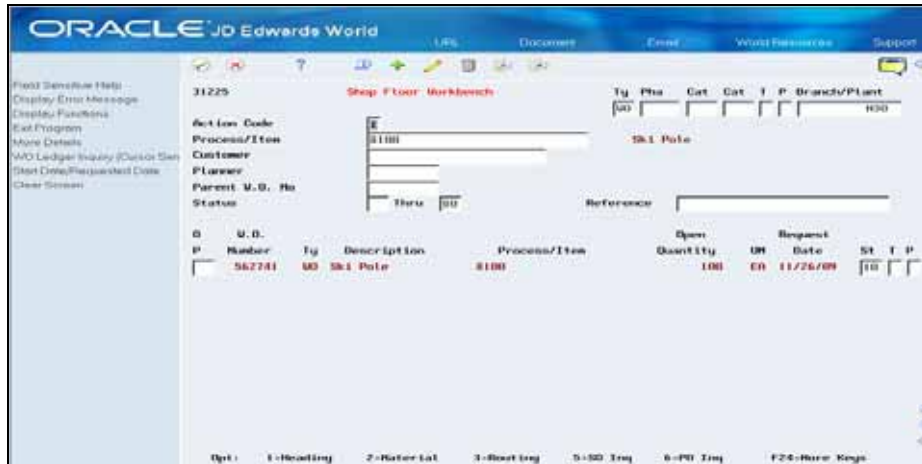 ORACLE JD Edwards World
URL Document Email World Resources Support
Field Sensitive Help
Display Error Message
Display Functions
Exit Program
More Details
WO Ledger Inquiry (Cursor Sen
Start Date/Requested Date
Clear Screen
31225 Shop Floor Workbench Ty Pha Cat Cat T P Branch/Plant
WO M30
Action Code I
Process/Item 8100 Ski Pole
Customer
Planner
Parent W.O. No
Status Thru Reference
O W.O. Open Request
P Number Ty Description Process/Item Quantity UM Date St T P
562741 WO Ski Pole 8100 100 EA 11/26/09 10
Opt: 1=Heading 2=Material 3=Routing 5=SO Inq 6=PO Inq F24=More Keys